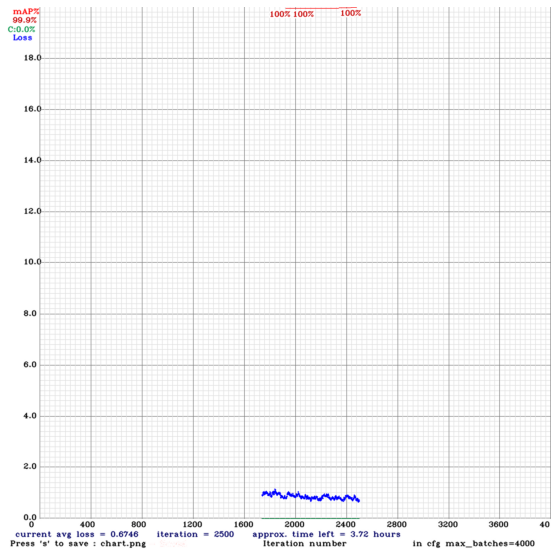 mAP%
99.9%
C:0.0%
Loss
100% 100% 100%
18.0
16.0
14.0
12.0
10.0
8.0
6.0
4.0
2.0
0.0
0 400 800 1200 1600 2000 2400 2800 3200 3600 4000
current avg loss = 0.6746 iteration = 2500 approx. time left = 3.72 hours
Press 's' to save : chart.png Iteration number in cfg max_batches=4000